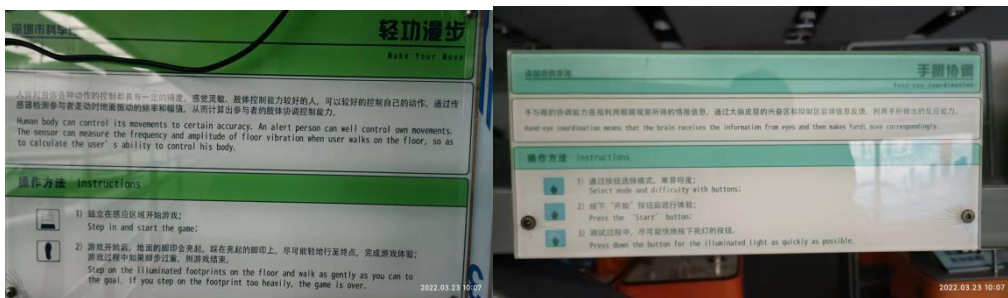 深圳市科学馆
轻功漫步
Make Your Move
人体对自体各种动作的控制都具有一定的精度，感觉灵敏、肢体控制能力较好的人，可以较好的控制自己的动作。通过传
感器检测参与者走动时地面振动的频率和幅值，从而计算出参与者的肢体协调控制能力。
Human body can control its movements to certain accuracy. An alert person can well control own movements.
The sensor can measure the frequency and amplitude of floor vibration when user walks on the floor, so as
to calculate the user's ability to control his body.
操作方法 Instructions
1) 站立在感应区域开始游戏；
Step in and start the game;
2) 游戏开始后，地面的脚印会亮起，踩在亮起的脚印上，尽可能轻地行至终点，完成游戏体验；
游戏过程中如果脚步过重，则游戏结束。
Step on the illuminated footprints on the floor and walk as gently as you can to
the goal. if you step on the footprint too heavily, the game is over.
2022.03.23 10:07
深圳市科学馆
手眼协调
Hand-eye Coordination
手与眼的协调能力是指利用眼睛观察所得的情报信息，通过大脑皮层的兴奋区和抑制区后将信息反馈，利用手所做出的反应能力。
Hand-eye coordination means that the brain receives the information from eyes and then makes hands move correspondingly.
操作方法 Instructions
1) 通过按钮选择模式、难易程度；
Select mode and difficulty with buttons;
2) 按下“开始”按钮后进行体验；
Press the "Start" button;
3) 测试过程中，尽可能快地按下亮灯的按钮。
Press down the button for the illuminated light as quickly as possible.
2022.03.23 10:07